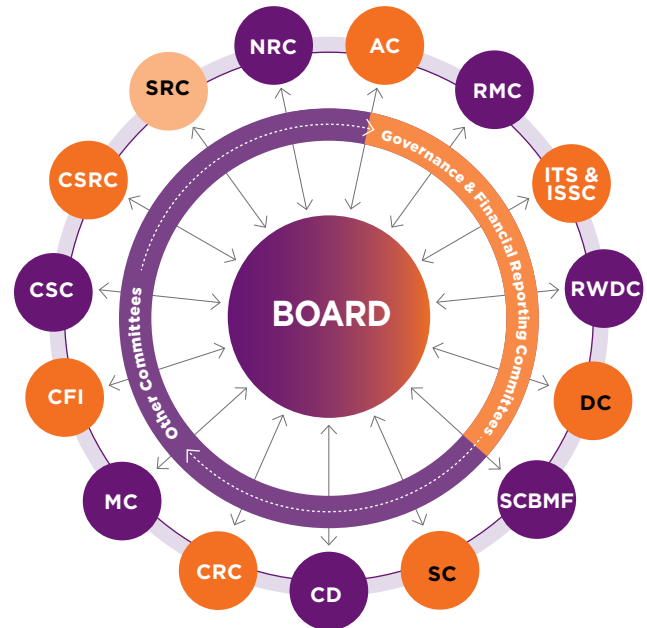 NRC
AC
RMC
ITS &
ISSC
RWDC
DC
SCBMF
SC
CD
CRC
MC
CFI
CSC
CSRC
SRC
Governance & Financial Reporting Committees
Other Committees
BOARD